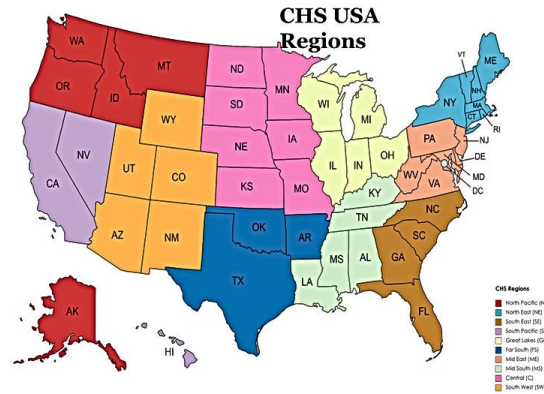 CHS USA
Regions
WA
OR
ID
MT
WY
UT
CO
AZ
NM
CA
NV
AK
HI
ND
SD
NE
KS
MN
IA
MO
OK
TX
AR
LA
MS
AL
TN
KY
WI
MI
IL
IN
OH
PA
WV
VA
NC
SC
GA
FL
NY
VT
ME
NH
MA
CT
RI
NJ
DE
MD
DC
CHS Regions
North Pacific (N
North East (NE)
South East (SE)
South Pacific (S
Great Lakes (G
Far South (FS)
Mid East (ME)
Mid South (MS)
Central (C)
South West (SW